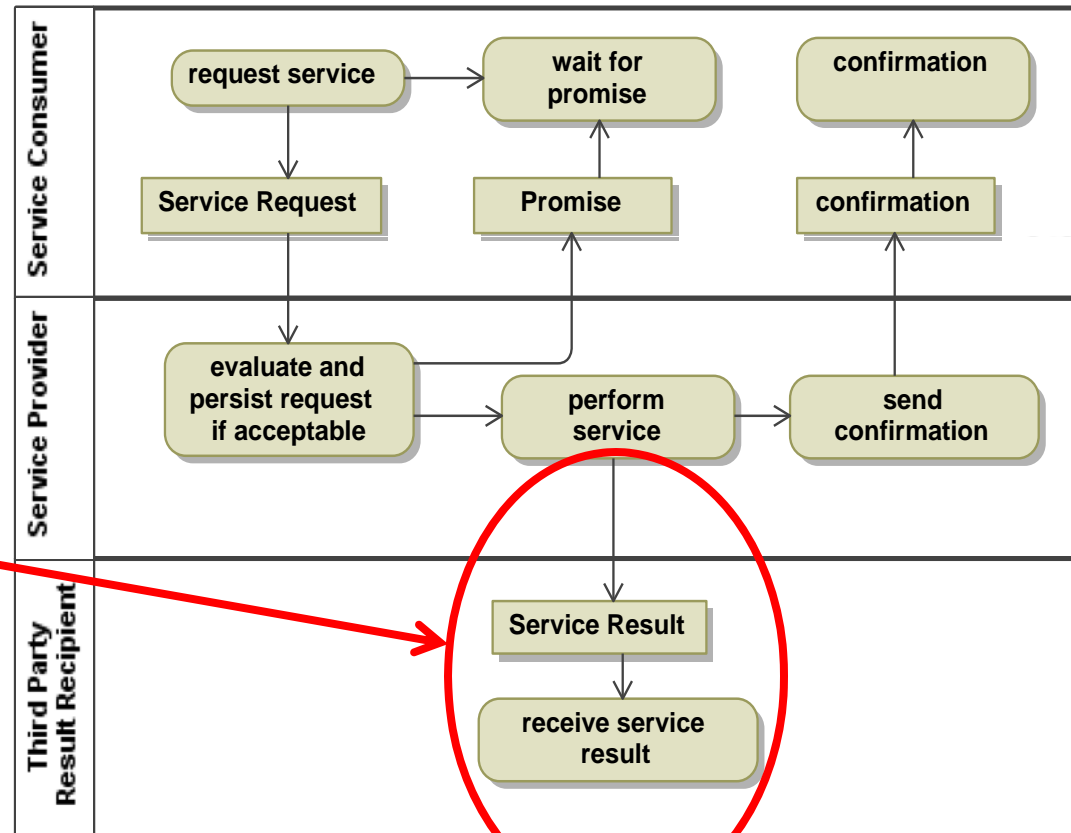 Service Consumer
request service
wait for
promise
confirmation
Service Request
Promise
confirmation
Service Provider
evaluate and
persist request
if acceptable
perform
service
send
confirmation
Third Party
Result Recipient
Service Result
receive service
result